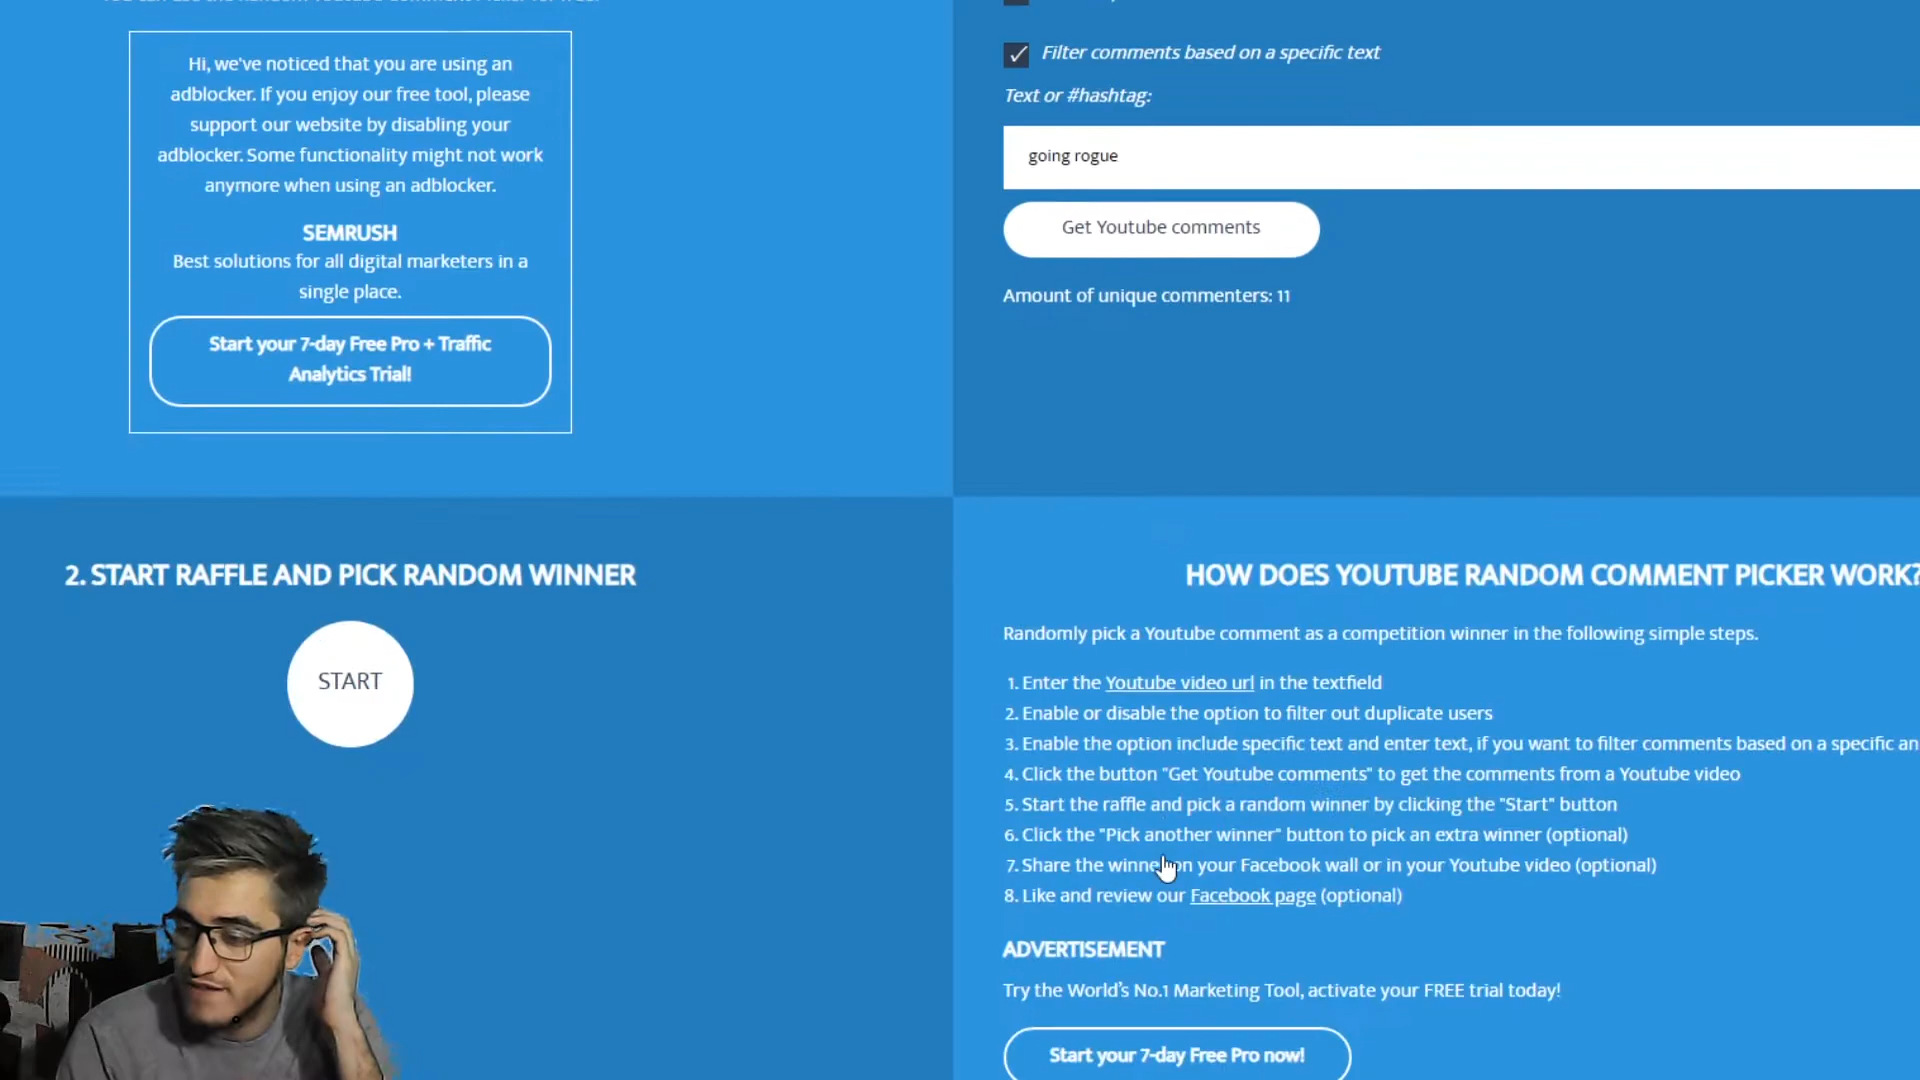 Hi, we've noticed that you are using an
adblocker. If you enjoy our free tool, please
support our website by disabling your
adblocker. Some functionality might not work
anymore when using an adblocker.
SEMRUSH
Best solutions for all digital marketers in a
single place.
Start your 7-day Free Pro + Traffic
Analytics Trial!
Filter comments based on a specific text
Text or #hashtag:
going rogue
Get Youtube comments
Amount of unique commenters: 11
2. START RAFFLE AND PICK RANDOM WINNER
START
HOW DOES YOUTUBE RANDOM COMMENT PICKER WORK?
Randomly pick a Youtube comment as a competition winner in the following simple steps.
1. Enter the Youtube video url in the textfield
2. Enable or disable the option to filter out duplicate users
3. Enable the option include specific text and enter text, if you want to filter comments based on a specific an
4. Click the button "Get Youtube comments" to get the comments from a Youtube video
5. Start the raffle and pick a random winner by clicking the "Start" button
6. Click the "Pick another winner" button to pick an extra winner (optional)
7. Share the winner on your Facebook wall or in your Youtube video (optional)
8. Like and review our Facebook page (optional)
ADVERTISEMENT
Try the World's No.1 Marketing Tool, activate your FREE trial today!
Start your 7-day Free Pro now!